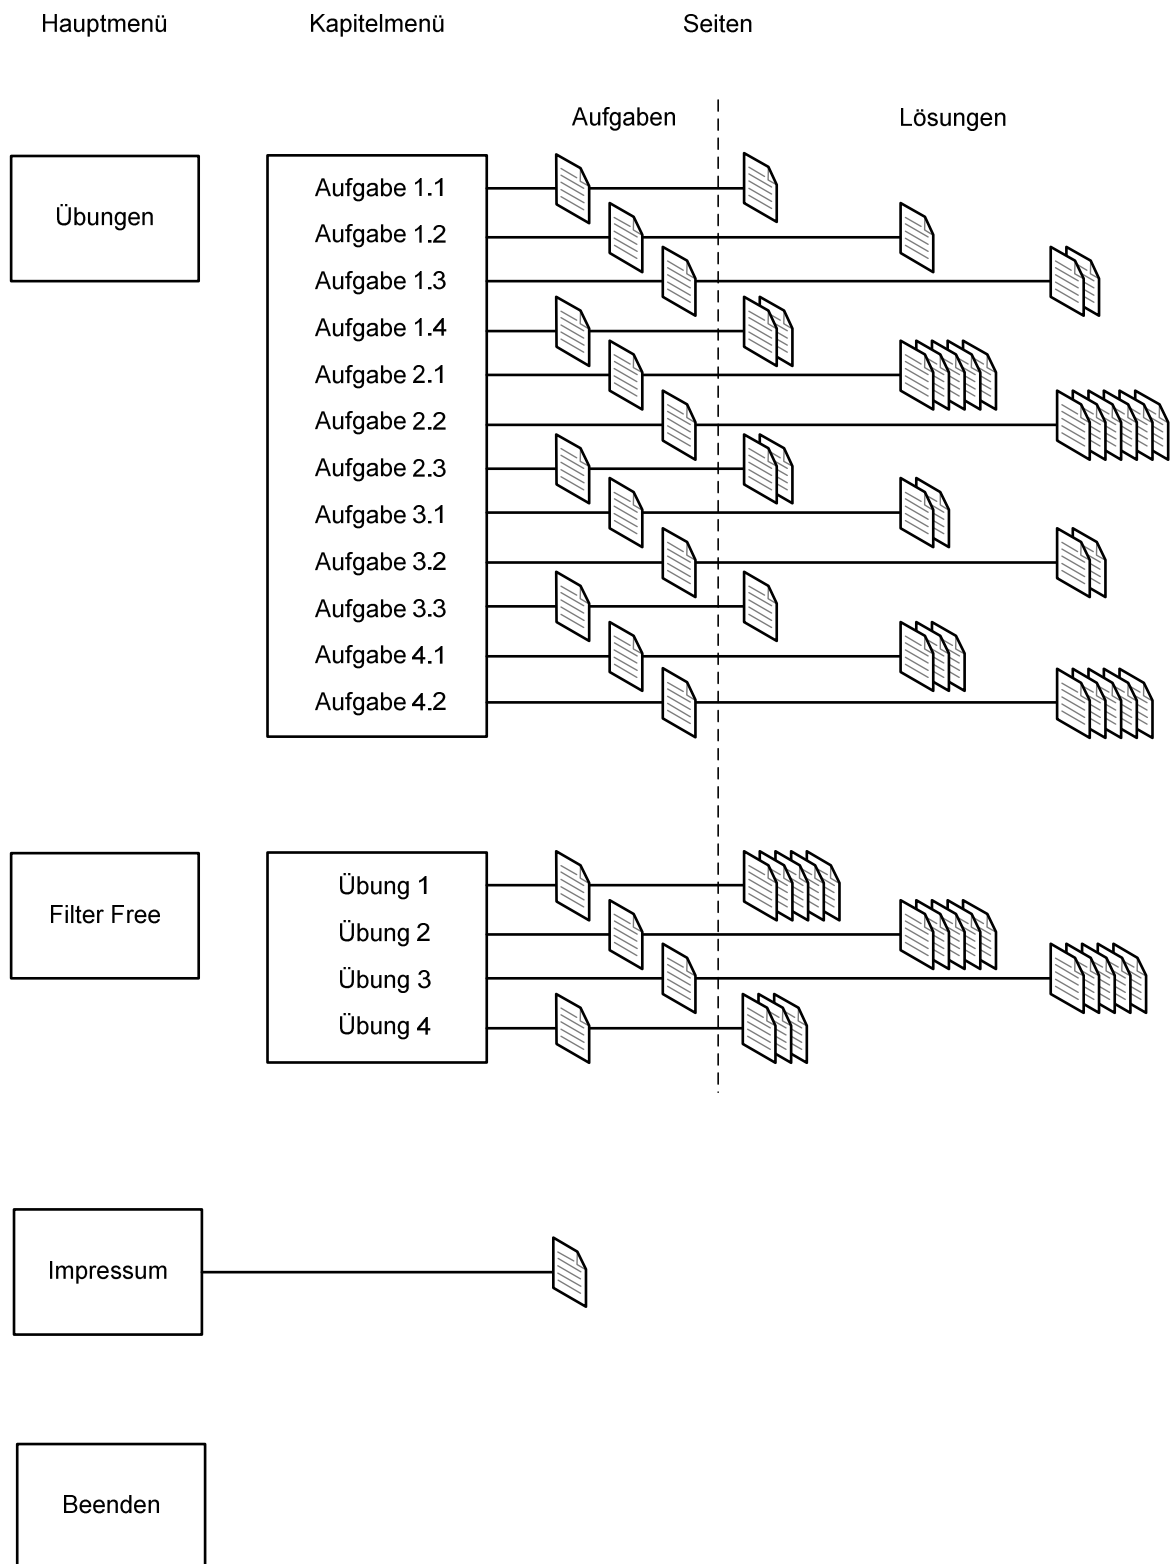 Hauptmenü Kapitelmenü Seiten
Aufgaben Lösungen
Übungen
Aufgabe 1.1
Aufgabe 1.2
Aufgabe 1.3
Aufgabe 1.4
Aufgabe 2.1
Aufgabe 2.2
Aufgabe 2.3
Aufgabe 3.1
Aufgabe 3.2
Aufgabe 3.3
Aufgabe 4.1
Aufgabe 4.2
Filter Free
Übung 1
Übung 2
Übung 3
Übung 4
Impressum
Beenden